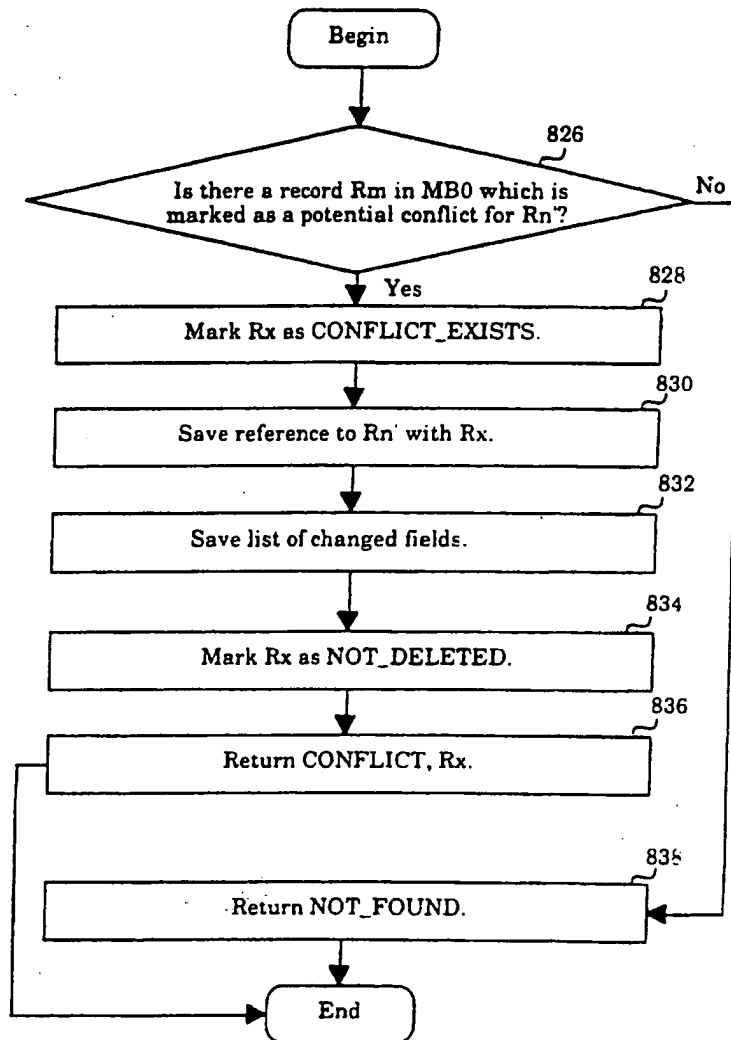 Begin
826
Is there a record Rm in MB0 which is
marked as a potential conflict for Rn'?
No
Yes
828
Mark Rx as CONFLICT_EXISTS.
830
Save reference to Rn' with Rx.
832
Save list of changed fields.
834
Mark Rx as NOT_DELETED.
836
Return CONFLICT, Rx.
838
Return NOT_FOUND.
End